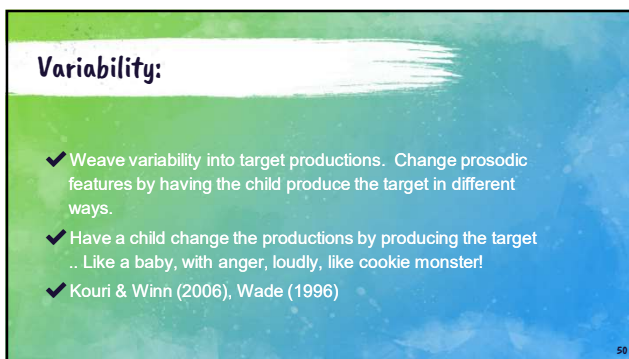 Variability:
Weave variability into target productions.  Change prosodic
features by having the child produce the target in different
ways.
Have a child change the productions by producing the target
.. Like a baby, with anger, loudly, like cookie monster!
Kouri & Winn (2006), Wade (1996)
50